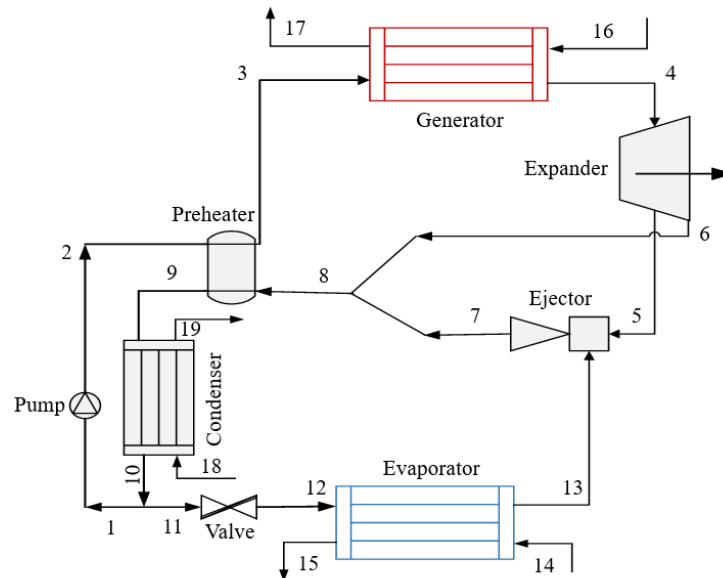 17
16
3
4
Generator
Expander
Preheater
2
6
9
8
7
Ejector
5
19
Pump
Condenser
10
18
Evaporator
12
13
1
11
Valve
15
14